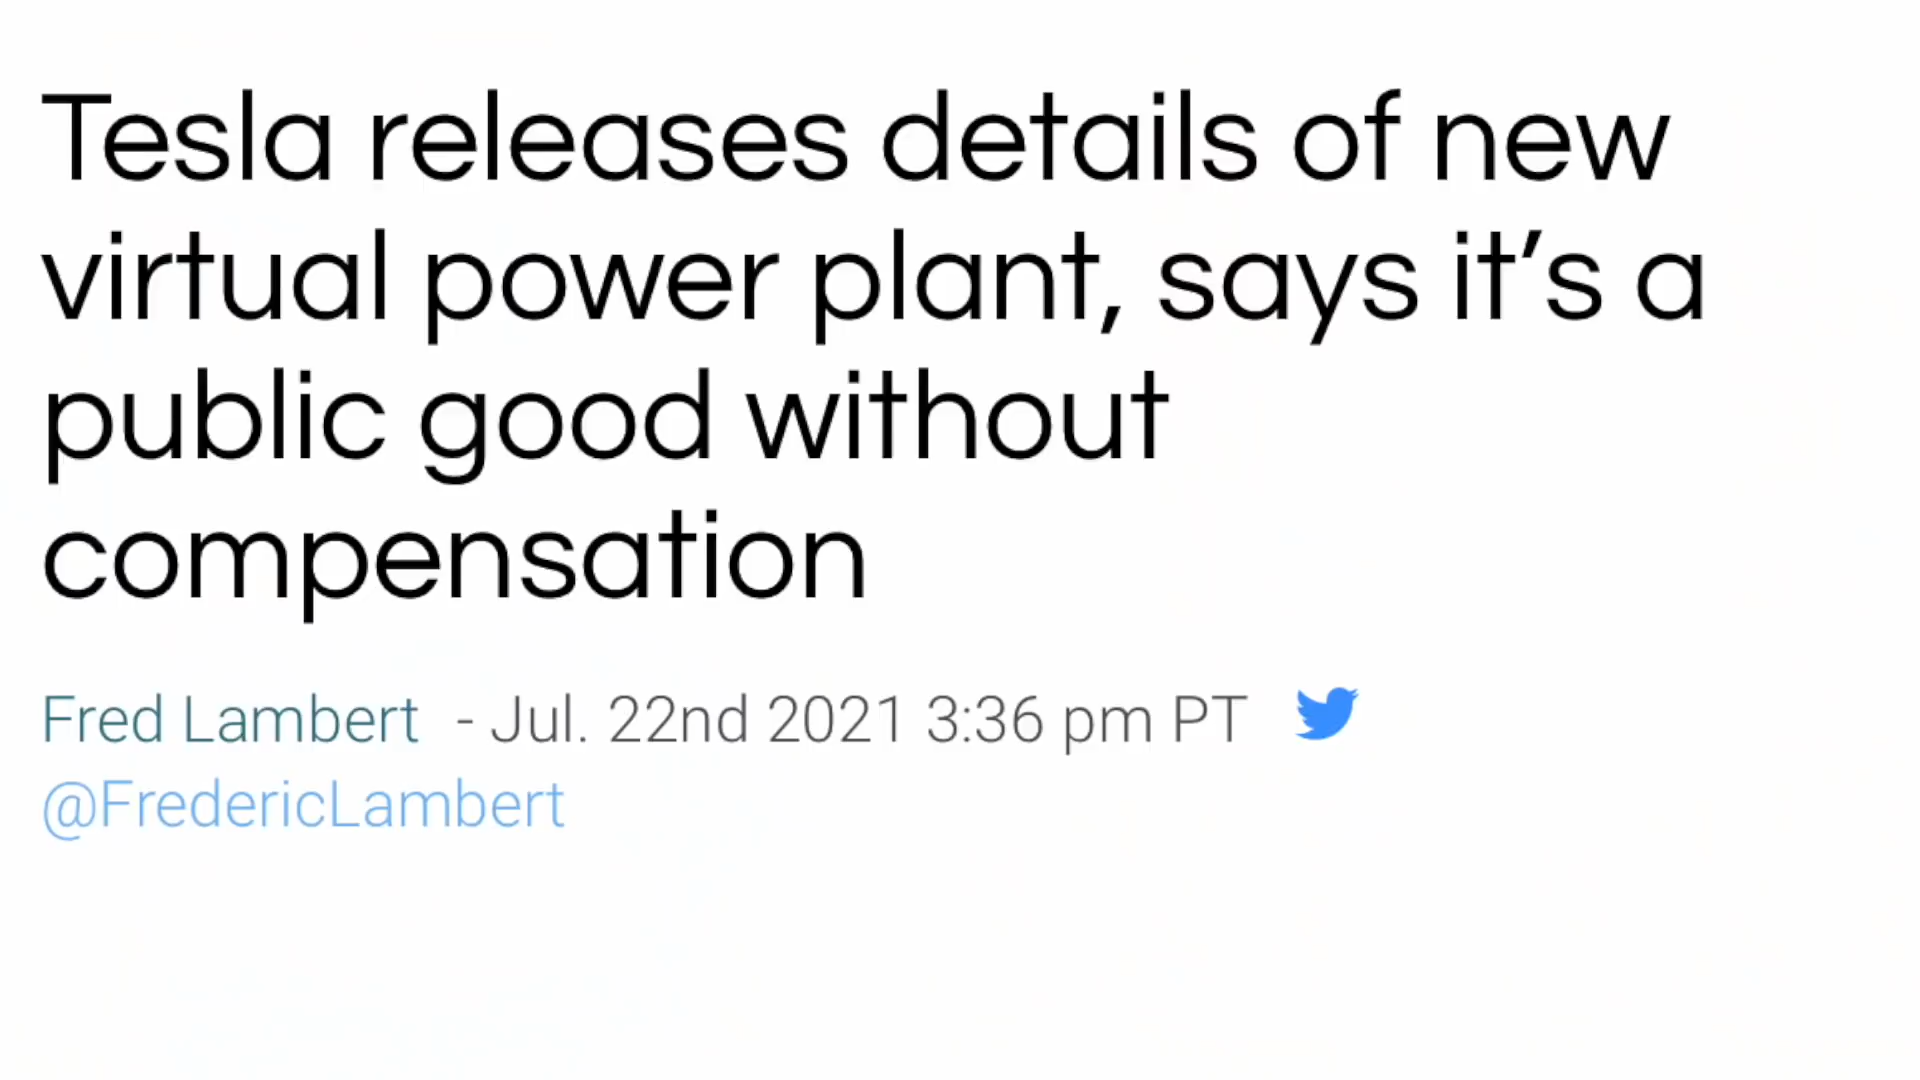 Tesla releases details of new
virtual power plant, says it’s a
public good without
compensation
Fred Lambert - Jul. 22nd 2021 3:36 pm PT
@FredericLambert